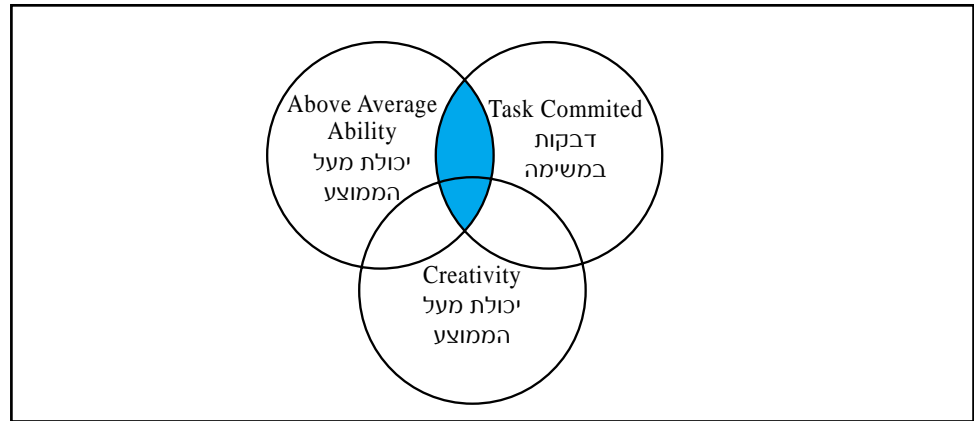 Above Average
Ability
יכולת מעל
הממוצע
Task Commited
דבקות
במשימה
Creativity
יכולת מעל
הממוצע